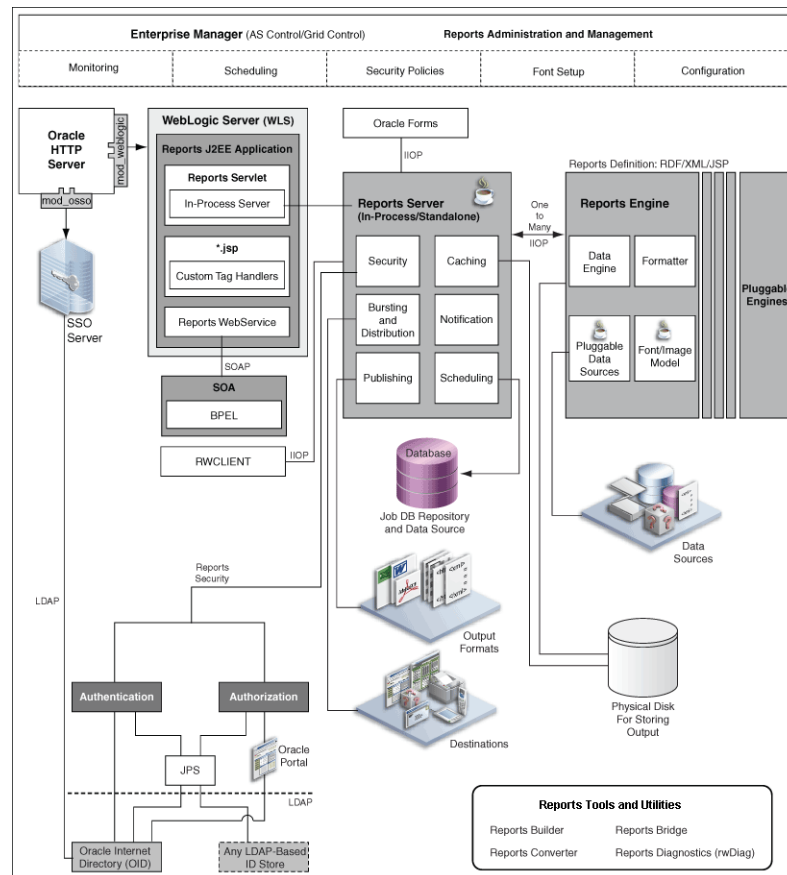 Enterprise Manager (AS Control/Grid Control)
Reports Administration and Management
Monitoring
Scheduling
Security Policies
Font Setup
Configuration
Oracle
HTTP
Server
mod_weblogic
mod_osso
SSO
Server
WebLogic Server (WLS)
Reports J2EE Application
Reports Servlet
In-Process Server
*.jsp
Custom Tag Handlers
Reports WebService
SOAP
SOA
BPEL
RWCLIENT
IIOP
Oracle Forms
IIOP
Reports Server
(In-Process/Standalone)
Security
Caching
Bursting and
Distribution
Notification
Publishing
Scheduling
One
to
Many
IIOP
Reports Definition: RDF/XML/JSP
Reports Engine
Data
Engine
Formatter
Pluggable
Data
Sources
Font/Image
Model
Pluggable
Engines
Database
Job DB Repository
and Data Source
Data
Sources
Reports
Security
LDAP
Output
Formats
Authentication
Authorization
Destinations
Physical Disk
For Storing
Output
Oracle
Portal
JPS
LDAP
Oracle Internet
Directory (OID)
Any LDAP-Based
ID Store
Reports Tools and Utilities
Reports Builder
Reports Bridge
Reports Converter
Reports Diagnostics (rwDiag)